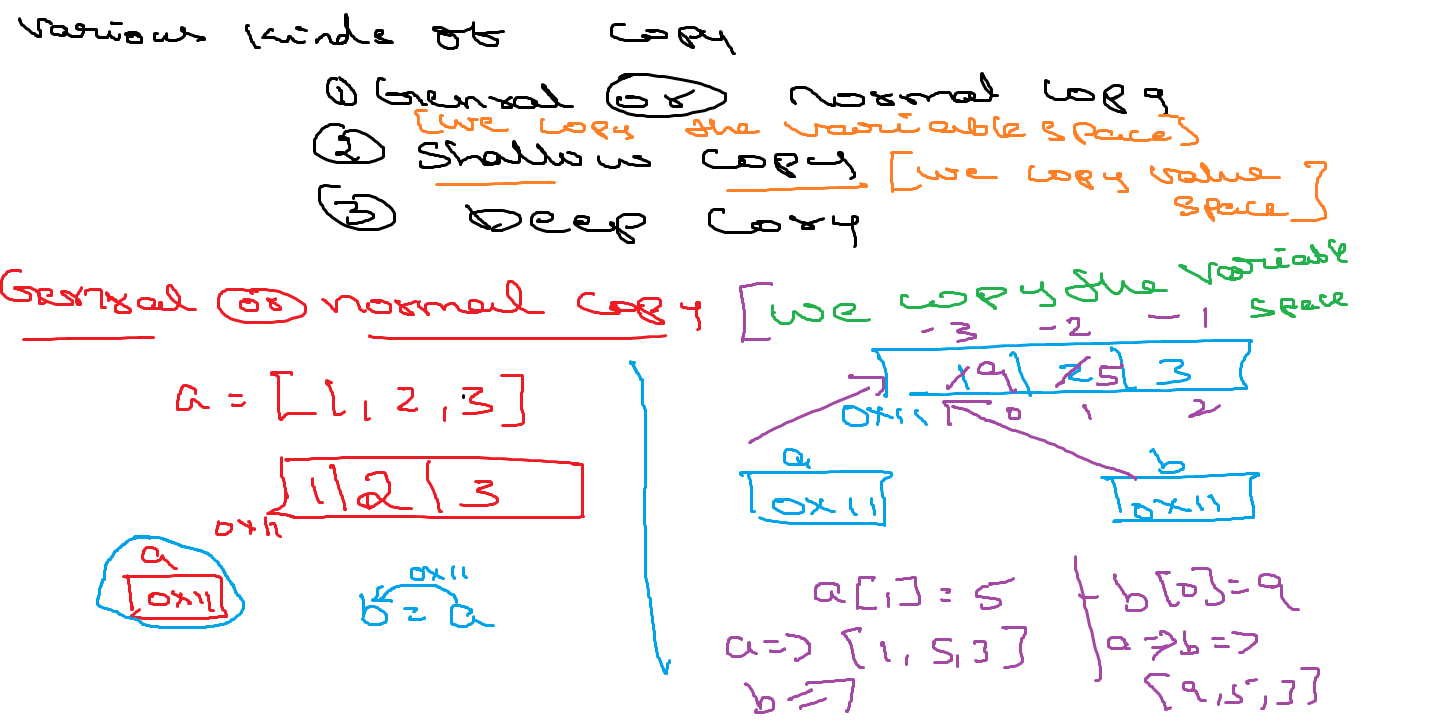 various kinds of copy
① General or normal copy
[we copy the variable space]
② Shallow copy [we copy value
space]
③ Deep Copy
General or normal copy [we copy the variable
space
-3 -2 -1
a = [1, 2, 3]
1 9 2 5 3
0x11 0 1 2
1 2 3
0x11
a b
0x11 0x11
a
0x11
0x11
b = a
a[1] = 5 b[0]=9
a=> [1, 5, 3] a =>b =>
b => [9,5,3]